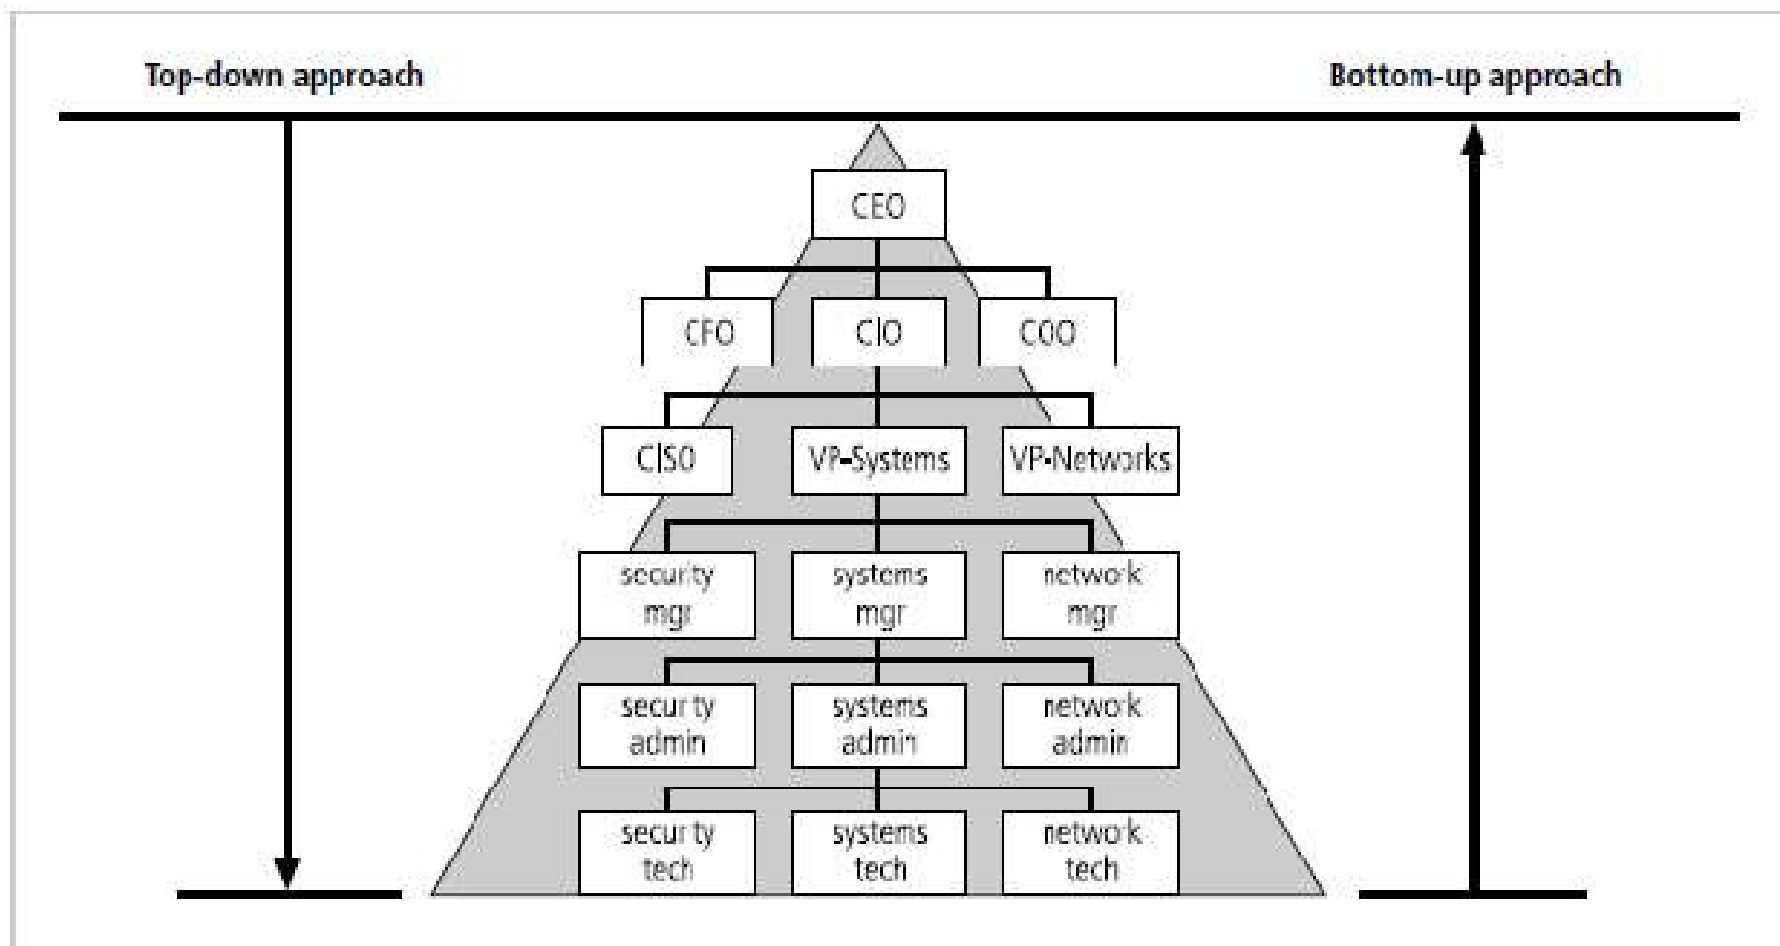 Top-down approach
Bottom-up approach
CEO
CFO
CIO
COO
CISO
VP-Systems
VP-Networks
security
mgr
systems
mgr
network
mgr
security
admin
systems
admin
network
admin
security
tech
systems
tech
network
tech